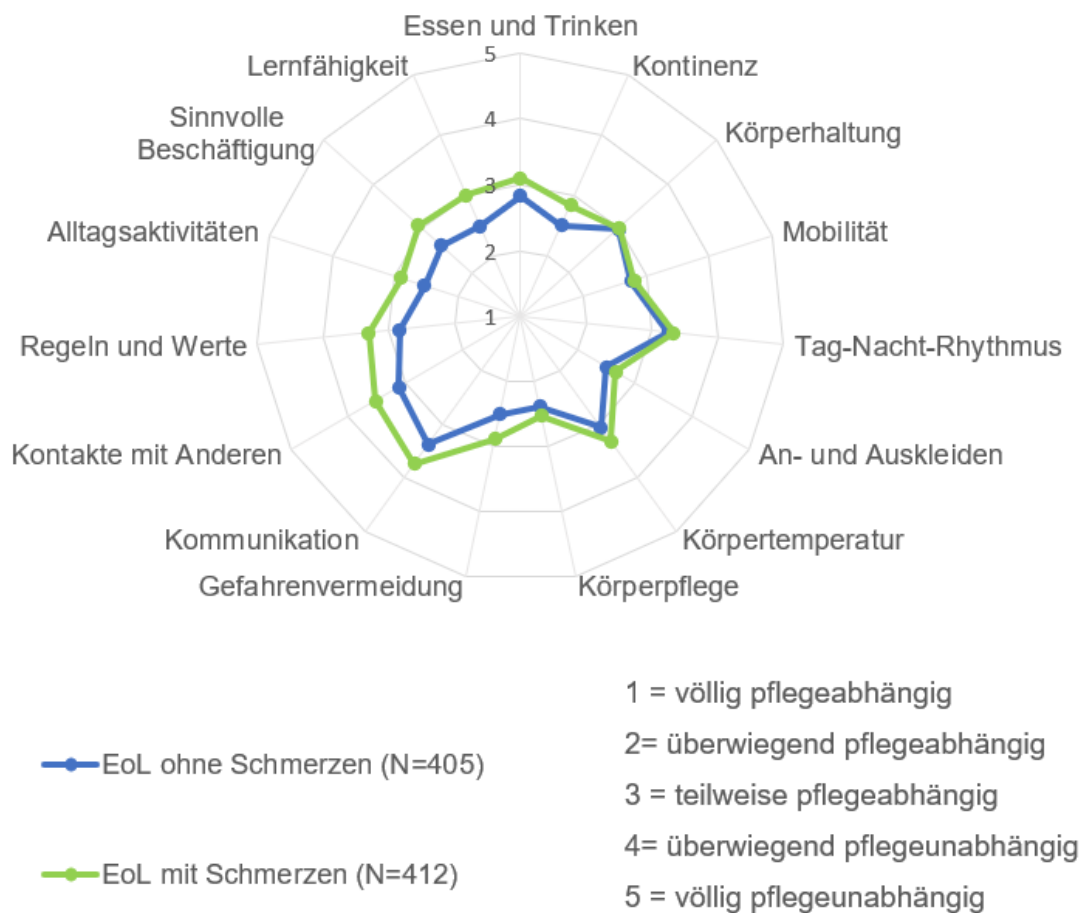 Essen und Trinken
5
Lernfähigkeit
Kontinenz
4
Sinnvolle
Beschäftigung
Körperhaltung
3
Alltagsaktivitäten
Mobilität
2
1
Regeln und Werte
Tag-Nacht-Rhythmus
Kontakte mit Anderen
An- und Auskleiden
Kommunikation
Körpertemperatur
Gefahrenvermeidung
Körperpflege
EoL ohne Schmerzen (N=405)
EoL mit Schmerzen (N=412)
1 = völlig pflegeabhängig
2= überwiegend pflegeabhängig
3 = teilweise pflegeabhängig
4= überwiegend pflegeunabhängig
5 = völlig pflegeunabhängig